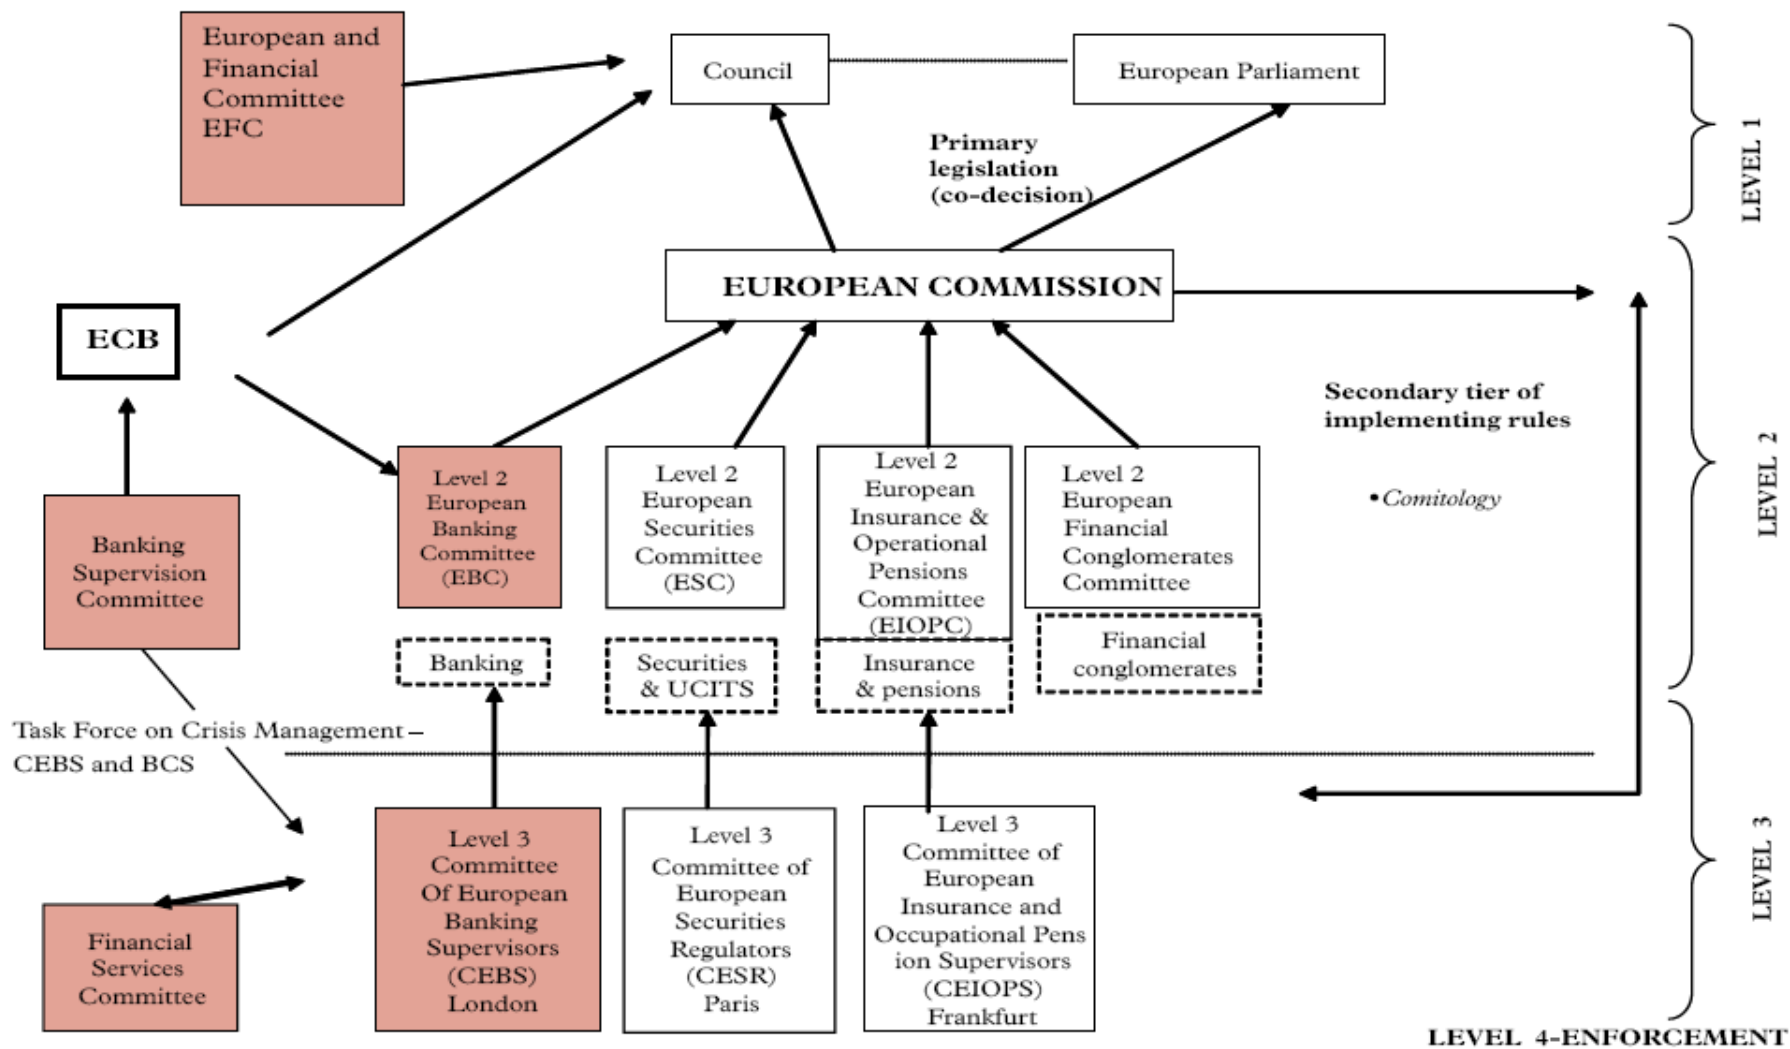 European and
Financial
Committee
EFC
Council
European Parliament
Primary
legislation
(co-decision)
LEVEL 1
EUROPEAN COMMISSION
ECB
Secondary tier of
implementing rules
•Comitology
LEVEL 2
Banking
Supervision
Committee
Level 2
European
Banking
Committee
(EBC)
Level 2
European
Securities
Committee
(ESC)
Level 2
European
Insurance &
Operational
Pensions
Committee
(EIOPC)
Level 2
European
Financial
Conglomerates
Committee
Banking
Securities
& UCITS
Insurance
& pensions
Financial
conglomerates
Task Force on Crisis Management –
CEBS and BCS
Level 3
Committee
Of European
Banking
Supervisors
(CEBS)
London
Level 3
Committee of
European
Securities
Regulators
(CESR)
Paris
Level 3
Committee of
European
Insurance and
Occupational Pens
ion Supervisors
(CEIOPS)
Frankfurt
LEVEL 3
Financial
Services
Committee
LEVEL 4-ENFORCEMENT